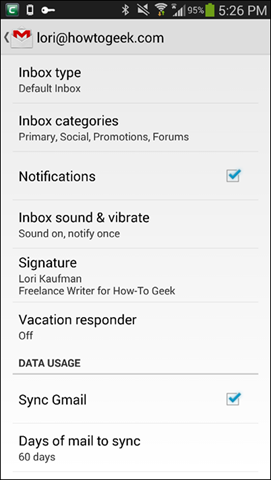 95% 5:26 PM
lori@howtogeek.com
Inbox type
Default Inbox
Inbox categories
Primary, Social, Promotions, Forums
Notifications
Inbox sound & vibrate
Sound on, notify once
Signature
Lori Kaufman
Freelance Writer for How-To Geek
Vacation responder
Off
DATA USAGE
Sync Gmail
Days of mail to sync
60 days